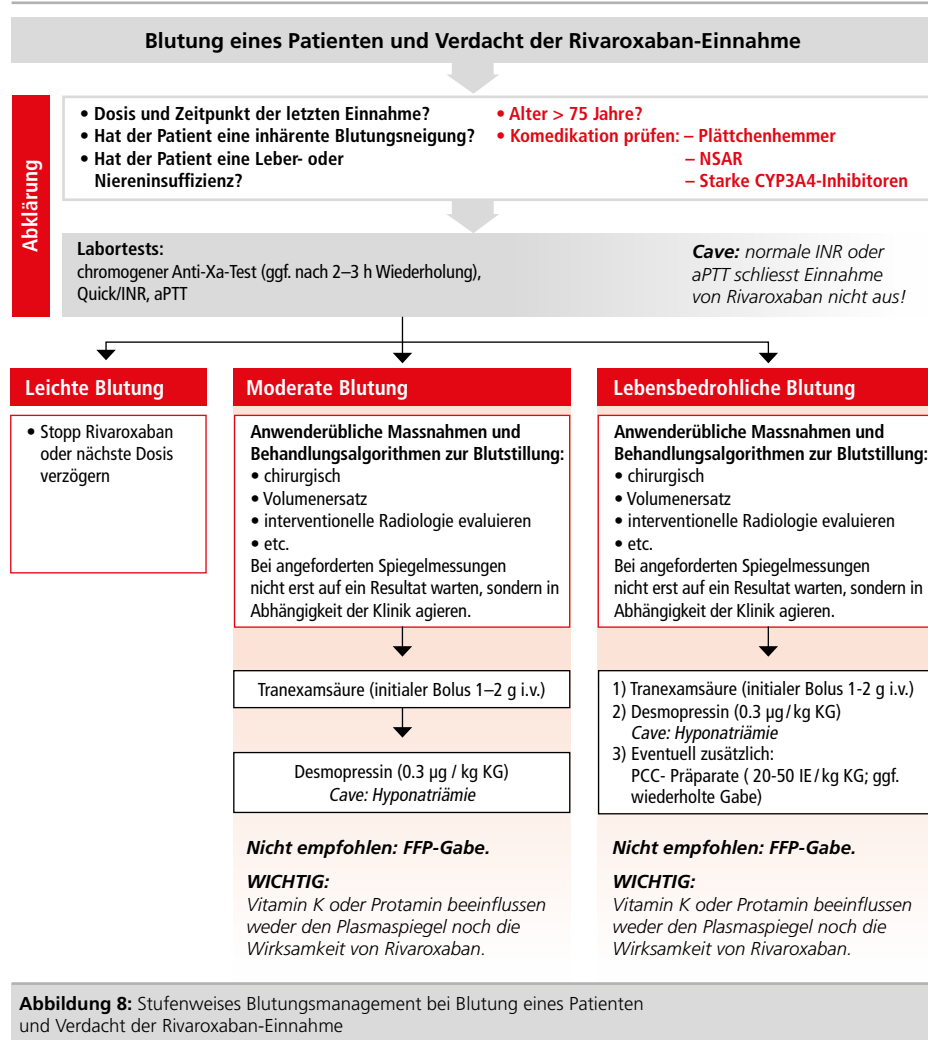 Blutung eines Patienten und Verdacht der Rivaroxaban-Einnahme
Abklärung
• Dosis und Zeitpunkt der letzten Einnahme?
• Hat der Patient eine inhärente Blutungsneigung?
• Hat der Patient eine Leber- oder
Niereninsuffizienz?
• Alter > 75 Jahre?
• Komedikation prüfen: – Plättchenhemmer
– NSAR
– Starke CYP3A4-Inhibitoren
Labortests:
chromogener Anti-Xa-Test (ggf. nach 2–3 h Wiederholung),
Quick/INR, aPTT
Cave: normale INR oder
aPTT schliesst Einnahme
von Rivaroxaban nicht aus!
Leichte Blutung
• Stopp Rivaroxaban
oder nächste Dosis
verzögern
Moderate Blutung
Anwenderübliche Massnahmen und
Behandlungsalgorithmen zur Blutstillung:
• chirurgisch
• Volumenersatz
• interventionelle Radiologie evaluieren
• etc.
Bei angeforderten Spiegelmessungen
nicht erst auf ein Resultat warten, sondern in
Abhängigkeit der Klinik agieren.
Tranexamsäure (initialer Bolus 1–2 g i.v.)
Desmopressin (0.3 µg / kg KG)
Cave: Hyponatriämie
Nicht empfohlen: FFP-Gabe.
WICHTIG:
Vitamin K oder Protamin beeinflussen
weder den Plasmaspiegel noch die
Wirksamkeit von Rivaroxaban.
Lebensbedrohliche Blutung
Anwenderübliche Massnahmen und
Behandlungsalgorithmen zur Blutstillung:
• chirurgisch
• Volumenersatz
• interventionelle Radiologie evaluieren
• etc.
Bei angeforderten Spiegelmessungen
nicht erst auf ein Resultat warten, sondern in
Abhängigkeit der Klinik agieren.
1) Tranexamsäure (initialer Bolus 1-2 g i.v.)
2) Desmopressin (0.3 µg / kg KG)
Cave: Hyponatriämie
3) Eventuell zusätzlich:
PCC- Präparate ( 20-50 IE / kg KG; ggf.
wiederholte Gabe)
Nicht empfohlen: FFP-Gabe.
WICHTIG:
Vitamin K oder Protamin beeinflussen
weder den Plasmaspiegel noch die
Wirksamkeit von Rivaroxaban.
Abbildung 8: Stufenweises Blutungsmanagement bei Blutung eines Patienten
und Verdacht der Rivaroxaban-Einnahme